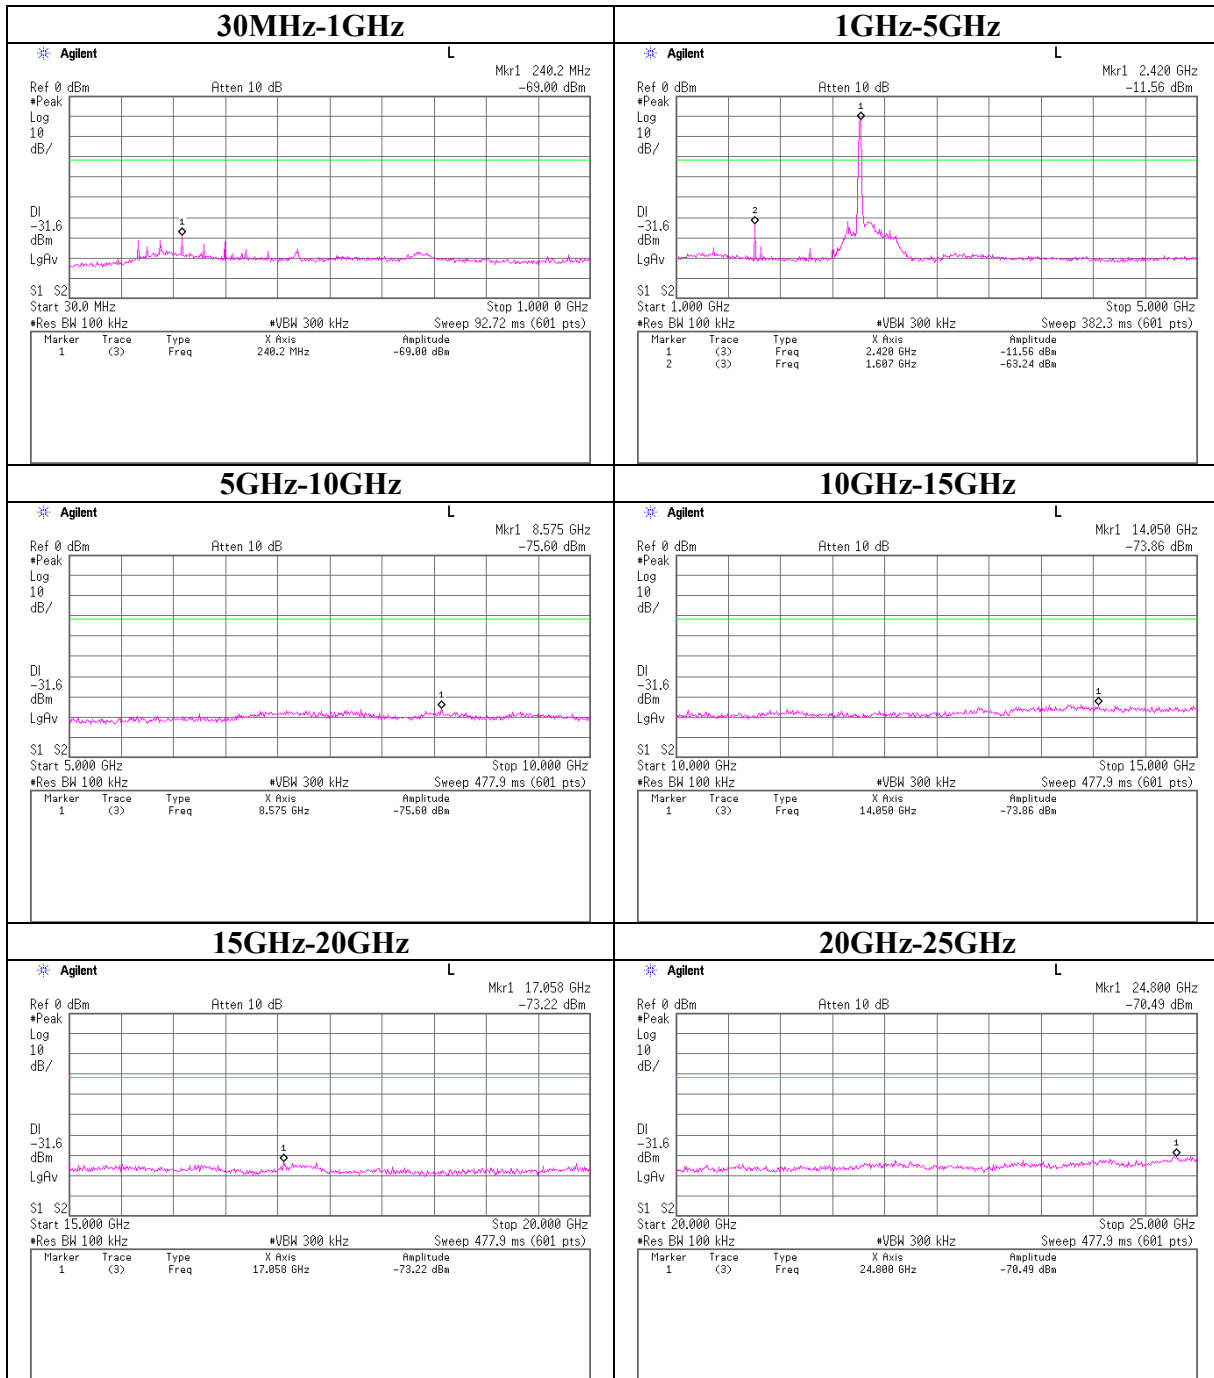 30MHz-1GHz
Agilent L
Mkr1 240.2 MHz
Ref 0 dBm Atten 10 dB -69.00 dBm
#Peak
Log
10
dB/
1
DI
-31.6
dBm
LgAv
S1 S2
Start 30.0 MHz Stop 1.000 0 GHz
#Res BW 100 kHz #VBW 300 kHz Sweep 92.72 ms (601 pts)
Marker Trace Type X Axis Amplitude
1 (3) Freq 240.2 MHz -69.00 dBm
1GHz-5GHz
Agilent L
Mkr1 2.420 GHz
Ref 0 dBm Atten 10 dB -11.56 dBm
#Peak
Log
10
dB/
1
2
DI
-31.6
dBm
LgAv
S1 S2
Start 1.000 GHz Stop 5.000 GHz
#Res BW 100 kHz #VBW 300 kHz Sweep 382.3 ms (601 pts)
Marker Trace Type X Axis Amplitude
1 (3) Freq 2.420 GHz -11.56 dBm
2 (3) Freq 1.607 GHz -63.24 dBm
5GHz-10GHz
Agilent L
Mkr1 8.575 GHz
Ref 0 dBm Atten 10 dB -75.60 dBm
#Peak
Log
10
dB/
1
DI
-31.6
dBm
LgAv
S1 S2
Start 5.000 GHz Stop 10.000 GHz
#Res BW 100 kHz #VBW 300 kHz Sweep 477.9 ms (601 pts)
Marker Trace Type X Axis Amplitude
1 (3) Freq 8.575 GHz -75.60 dBm
10GHz-15GHz
Agilent L
Mkr1 14.050 GHz
Ref 0 dBm Atten 10 dB -73.86 dBm
#Peak
Log
10
dB/
1
DI
-31.6
dBm
LgAv
S1 S2
Start 10.000 GHz Stop 15.000 GHz
#Res BW 100 kHz #VBW 300 kHz Sweep 477.9 ms (601 pts)
Marker Trace Type X Axis Amplitude
1 (3) Freq 14.050 GHz -73.86 dBm
15GHz-20GHz
Agilent L
Mkr1 17.058 GHz
Ref 0 dBm Atten 10 dB -73.22 dBm
#Peak
Log
10
dB/
1
DI
-31.6
dBm
LgAv
S1 S2
Start 15.000 GHz Stop 20.000 GHz
#Res BW 100 kHz #VBW 300 kHz Sweep 477.9 ms (601 pts)
Marker Trace Type X Axis Amplitude
1 (3) Freq 17.058 GHz -73.22 dBm
20GHz-25GHz
Agilent L
Mkr1 24.800 GHz
Ref 0 dBm Atten 10 dB -70.49 dBm
#Peak
Log
10
dB/
1
DI
-31.6
dBm
LgAv
S1 S2
Start 20.000 GHz Stop 25.000 GHz
#Res BW 100 kHz #VBW 300 kHz Sweep 477.9 ms (601 pts)
Marker Trace Type X Axis Amplitude
1 (3) Freq 24.800 GHz -70.49 dBm